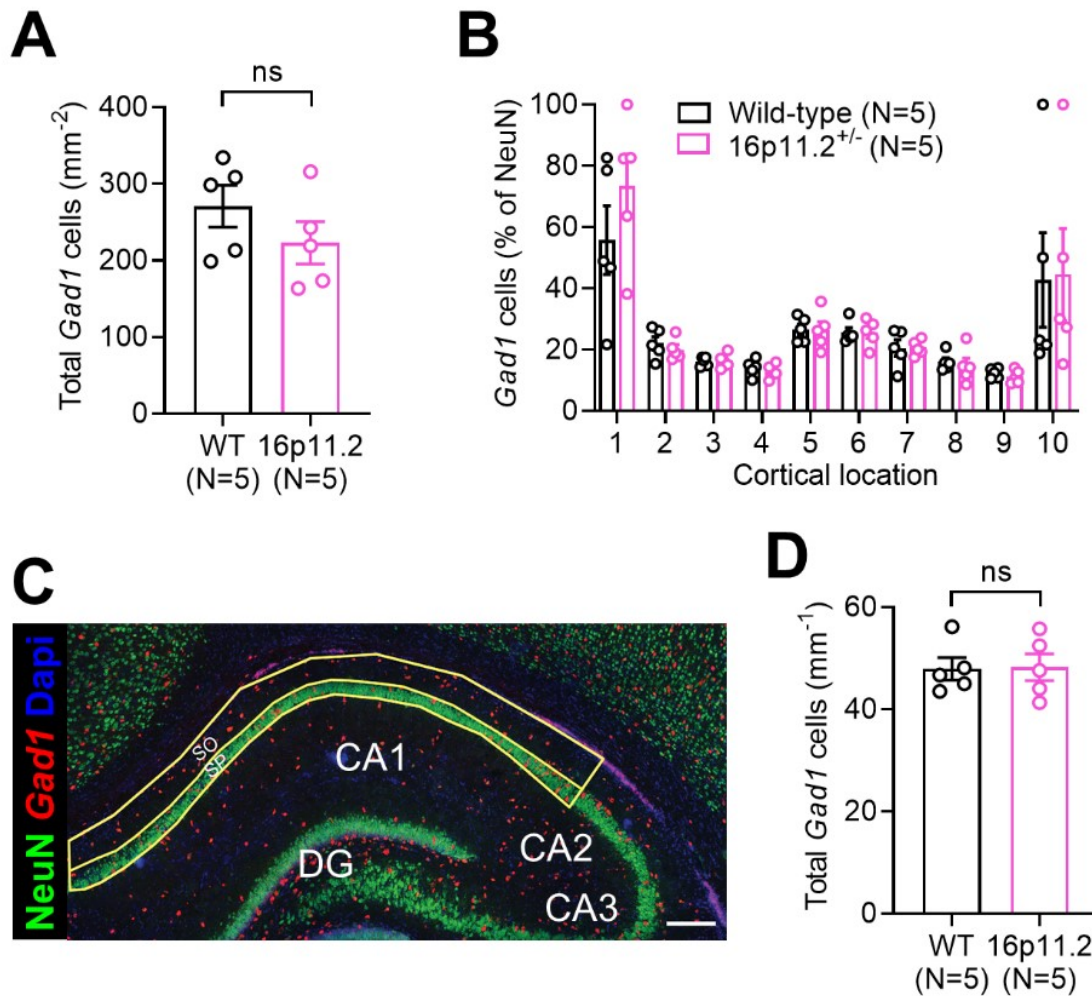 A
ns
Total Gad1 cells (mm-2)
400
300
200
100
0
WT
(N=5)
16p11.2
(N=5)
B
Gad1 cells (% of NeuN)
100
80
60
40
20
0
Wild-type (N=5)
16p11.2+/- (N=5)
1 2 3 4 5 6 7 8 9 10
Cortical location
C
NeuN Gad1 Dapi
SO
SP
CA1
DG
CA2
CA3
D
ns
Total Gad1 cells (mm-1)
60
40
20
0
WT
(N=5)
16p11.2
(N=5)